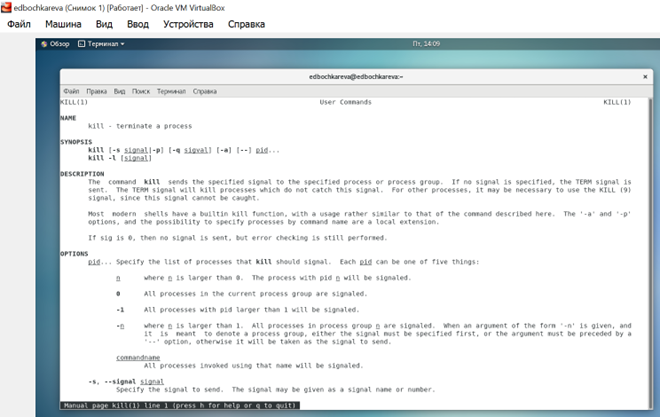 edbochkareva (Снимок 1) [Работает] - Oracle VM VirtualBox
Файл Машина Вид Ввод Устройства Справка
Обзор Терминал Пт, 14:09
edbochkareva@edbochkareva:~
Файл Правка Вид Поиск Терминал Справка
KILL(1) User Commands KILL(1)
NAME
kill - terminate a process
SYNOPSIS
kill [-s signal|-p] [-q sigval] [-a] [--] pid...
kill -l [signal]
DESCRIPTION
The command kill sends the specified signal to the specified process or process group. If no signal is specified, the TERM signal is
sent. The TERM signal will kill processes which do not catch this signal. For other processes, it may be necessary to use the KILL (9)
signal, since this signal cannot be caught.
Most modern shells have a builtin kill function, with a usage rather similar to that of the command described here. The '-a' and '-p'
options, and the possibility to specify processes by command name are a local extension.
If sig is 0, then no signal is sent, but error checking is still performed.
OPTIONS
pid... Specify the list of processes that kill should signal. Each pid can be one of five things:
n where n is larger than 0. The process with pid n will be signaled.
0 All processes in the current process group are signaled.
-1 All processes with pid larger than 1 will be signaled.
-n where n is larger than 1. All processes in process group n are signaled. When an argument of the form '-n' is given, and
it is meant to denote a process group, either the signal must be specified first, or the argument must be preceded by a
'--' option, otherwise it will be taken as the signal to send.
commandname
All processes invoked using that name will be signaled.
-s, --signal signal
Specify the signal to send. The signal may be given as a signal name or number.
Manual page kill(1) line 1 (press h for help or q to quit)